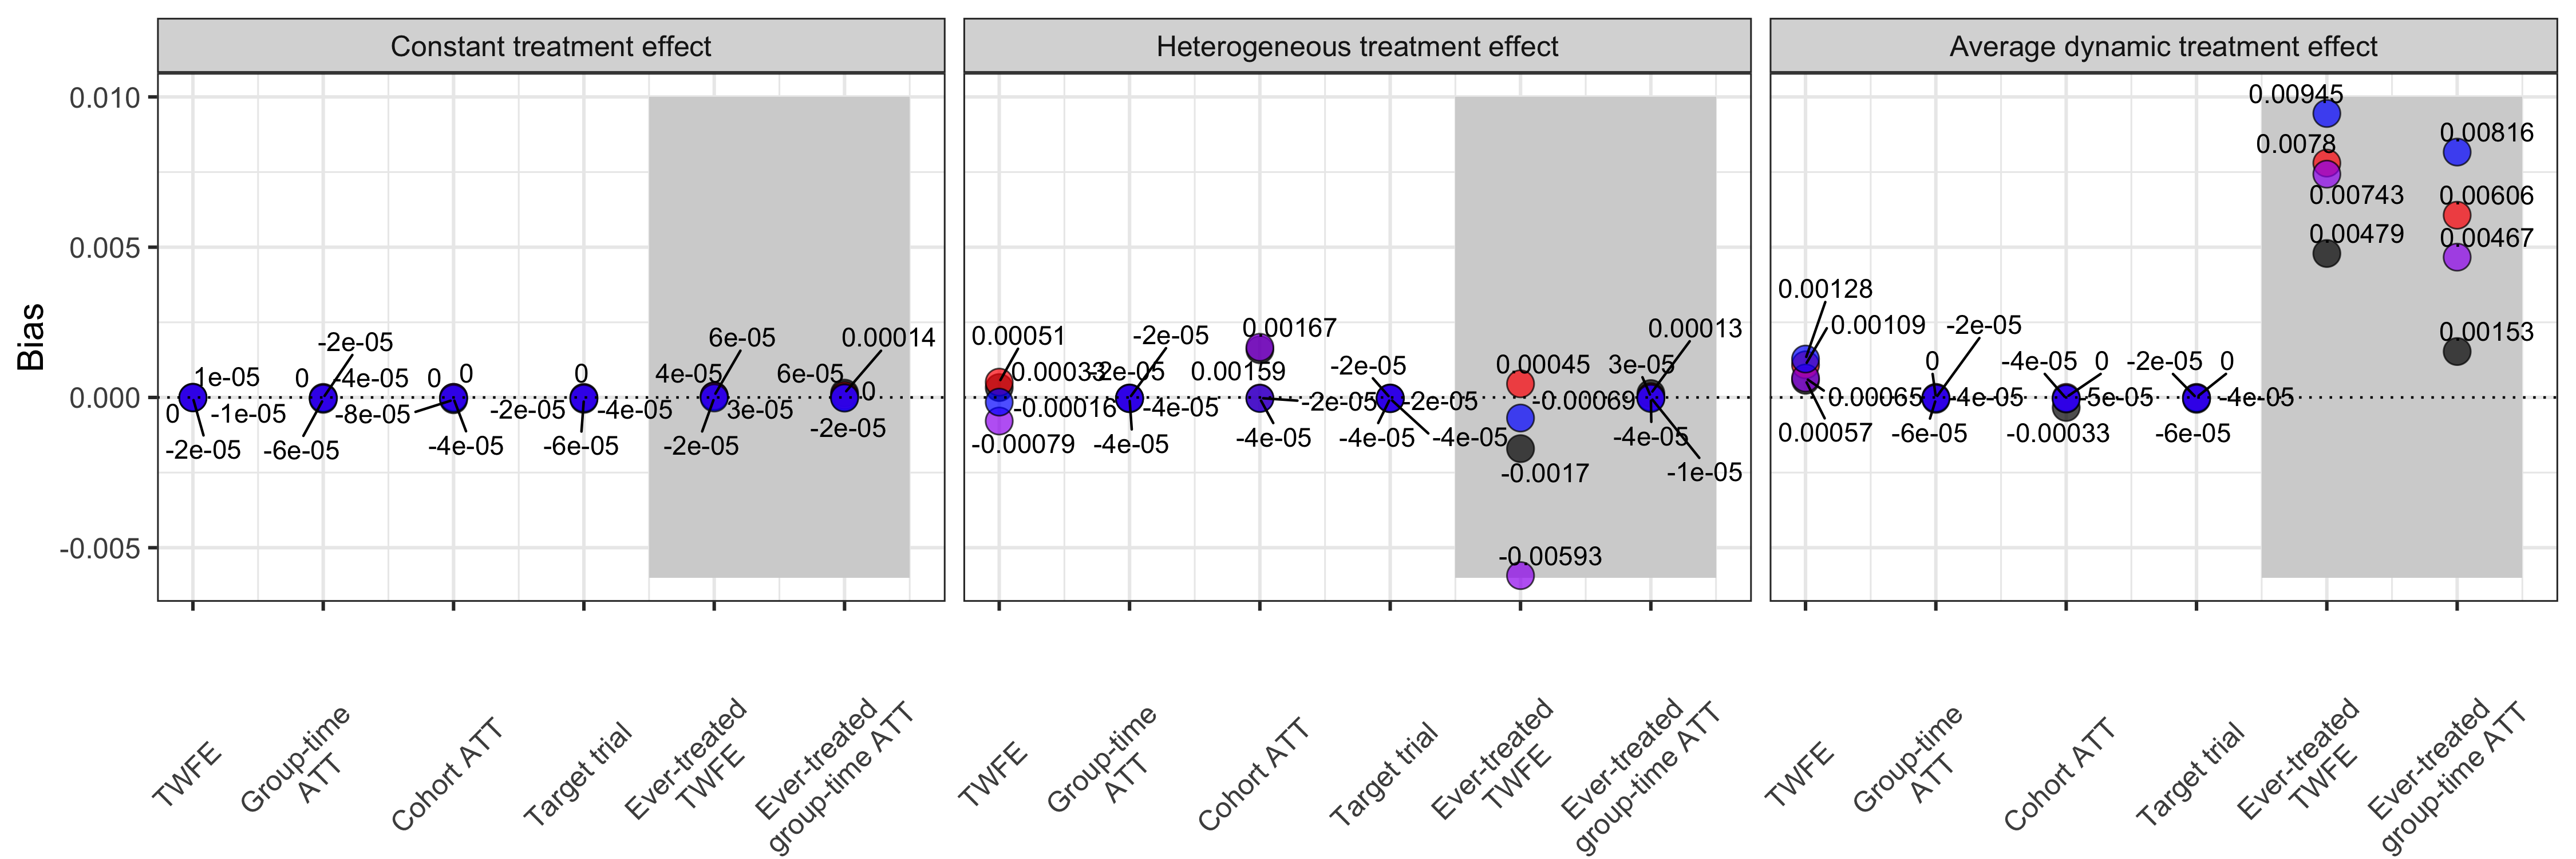 Constant treatment effect
Heterogeneous treatment effect
Average dynamic treatment effect
Bias
0.010
0.005
0.000
-0.005
1e-05
0
-1e-05
-2e-05
-2e-05
0
-4e-05
-6e-05
0
0
-8e-05
-4e-05
0
-2e-05
-4e-05
-6e-05
6e-05
4e-05
3e-05
-2e-05
0.00014
6e-05
0
-2e-05
0.00051
0.00033
-0.00016
-0.00079
-2e-05
-2e-05
-4e-05
-4e-05
0.00167
0.00159
-2e-05
-4e-05
-2e-05
-2e-05
-4e-05
-4e-05
0.00045
-0.00069
-0.0017
-0.00593
0.00013
3e-05
-4e-05
-1e-05
0.00128
0.00109
0.00065
0.00057
-2e-05
0
-4e-05
-6e-05
-4e-05
0
-5e-05
-0.00033
-2e-05
0
-4e-05
-6e-05
0.00945
0.0078
0.00743
0.00479
0.00816
0.00606
0.00467
0.00153
TWFE
Group-time
ATT
Cohort ATT
Target trial
Ever-treated
TWFE
Ever-treated
group-time ATT
TWFE
Group-time
ATT
Cohort ATT
Target trial
Ever-treated
TWFE
Ever-treated
group-time ATT
TWFE
Group-time
ATT
Cohort ATT
Target trial
Ever-treated
TWFE
Ever-treated
group-time ATT